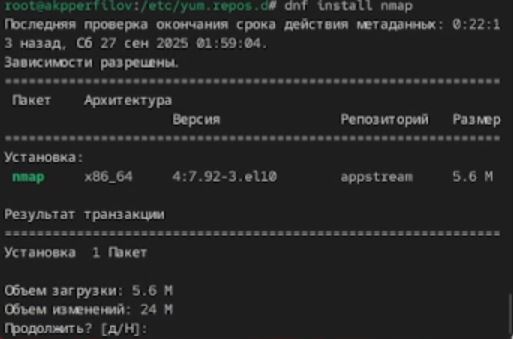 root@akpperfilov:/etc/yum.repos.d# dnf install nmap
Последняя проверка окончания срока действия метаданных: 0:22:1
3 назад, Сб 27 сен 2025 01:59:04.
Зависимости разрешены.
================================================================
Пакет Архитектура
Версия Репозиторий Размер
================================================================
Установка:
nmap x86_64 4:7.92-3.el10 appstream 5.6 M
Результат транзакции
================================================================
Установка 1 Пакет
Объем загрузки: 5.6 M
Объем изменений: 24 M
Продолжить? [д/Н]: